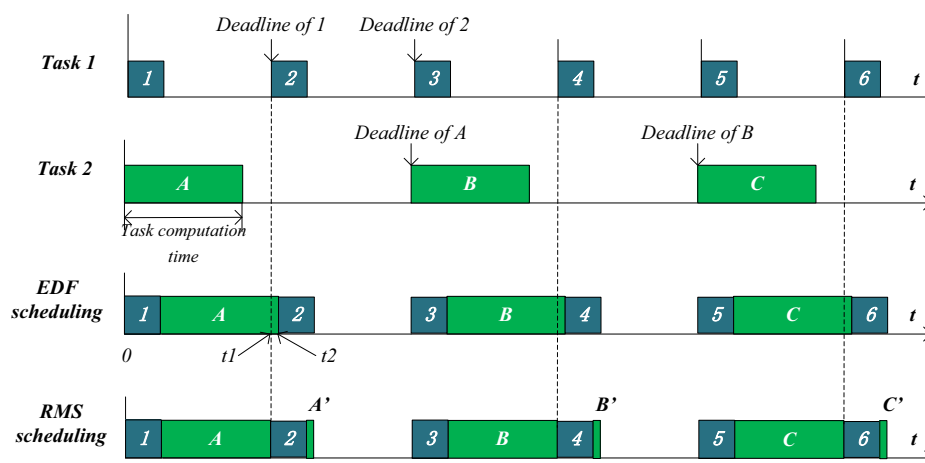 Deadline of 1
Deadline of 2
Task 1
1
2
3
4
5
6
t
Deadline of A
Deadline of B
Task 2
A
B
C
t
Task computation
time
EDF
scheduling
1
A
2
3
B
4
5
C
6
t
0
t1
t2
RMS
scheduling
A’
B’
C’
1
A
2
3
B
4
5
C
6
t